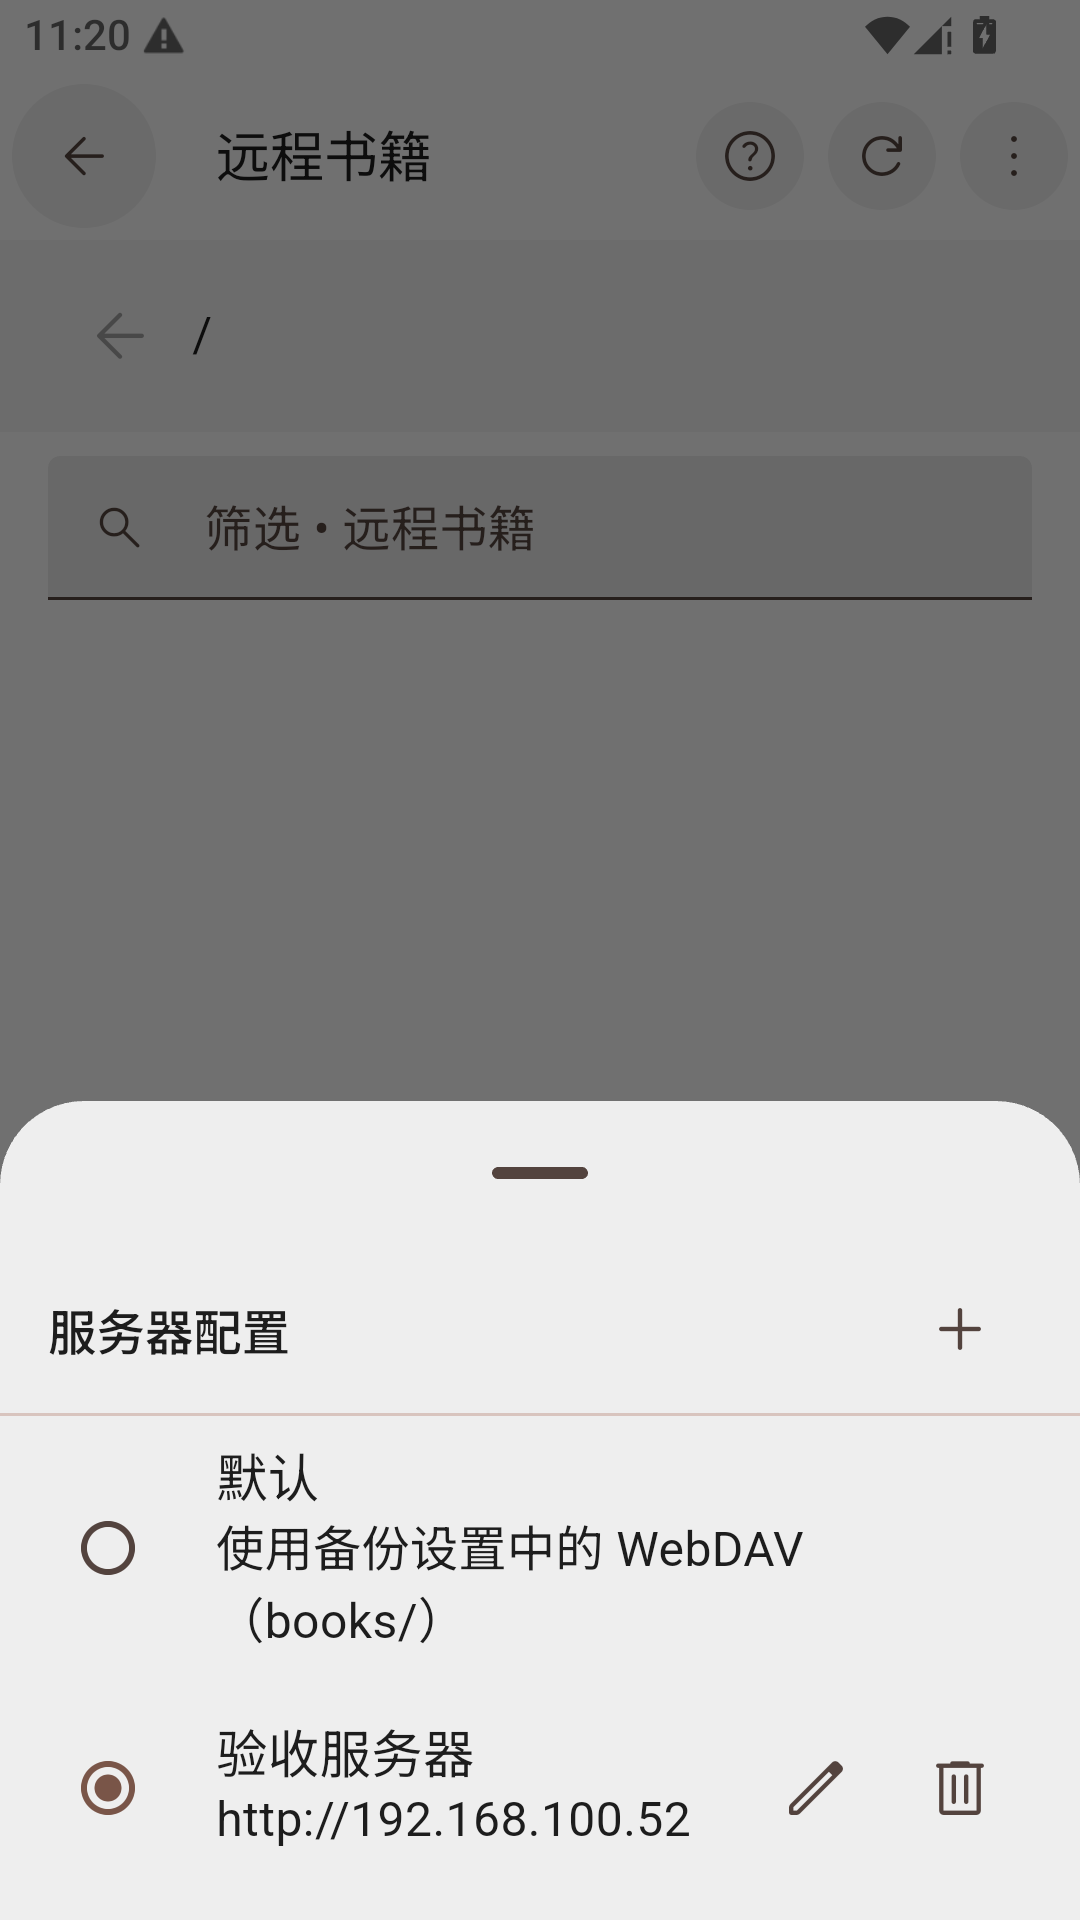 11:20
远程书籍
/
筛选 • 远程书籍
服务器配置
默认
使用备份设置中的 WebDAV
（books/）
验收服务器
http://192.168.100.52